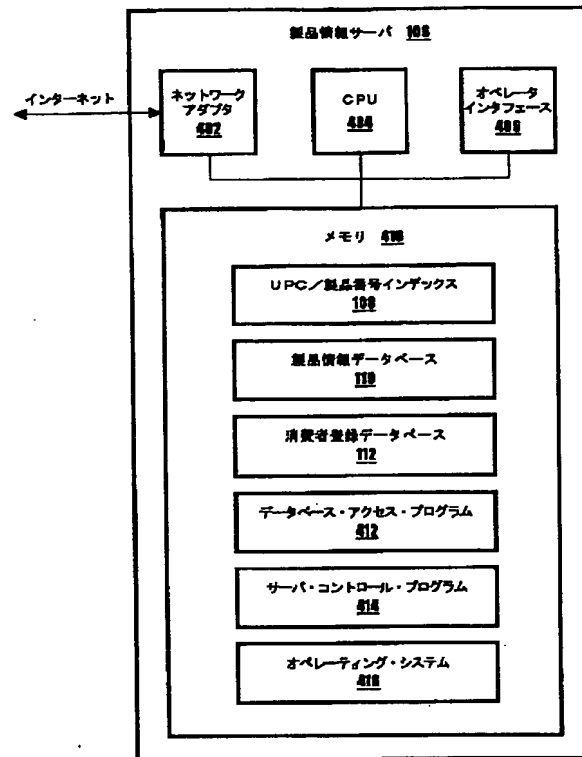 製品情報サーバ 106
インターネット
ネットワーク
アダプタ
402
CPU
404
オペレータ
インタフェース
406
メモリ 410
UPC/製品番号インデックス
108
製品情報データベース
110
消費者登録データベース
112
データベース・アクセス・プログラム
412
サーバ・コントロール・プログラム
414
オペレーティング・システム
416